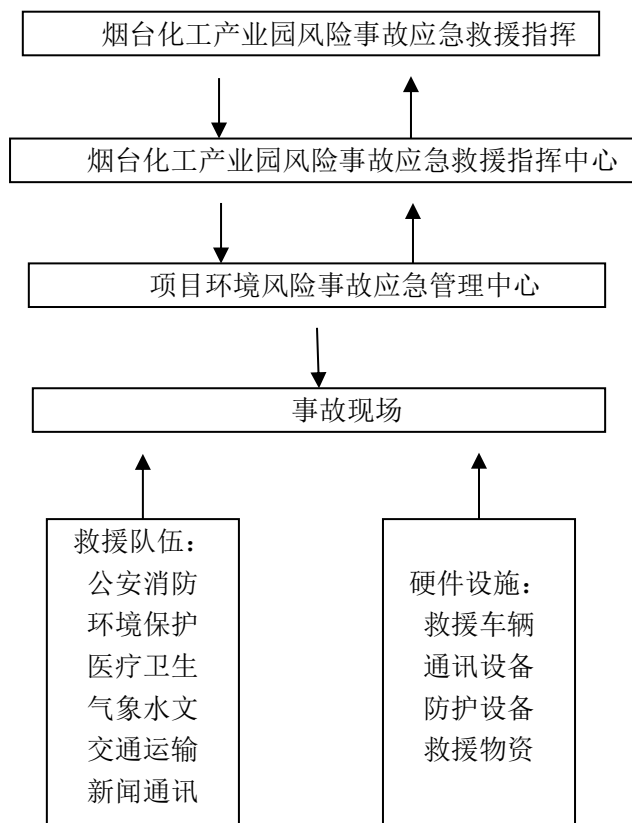 烟台化工产业园风险事故应急救援指挥
烟台化工产业园风险事故应急救援指挥中心
项目环境风险事故应急管理中心
事故现场
救援队伍：
公安消防
环境保护
医疗卫生
气象水文
交通运输
新闻通讯
硬件设施：
救援车辆
通讯设备
防护设备
救援物资